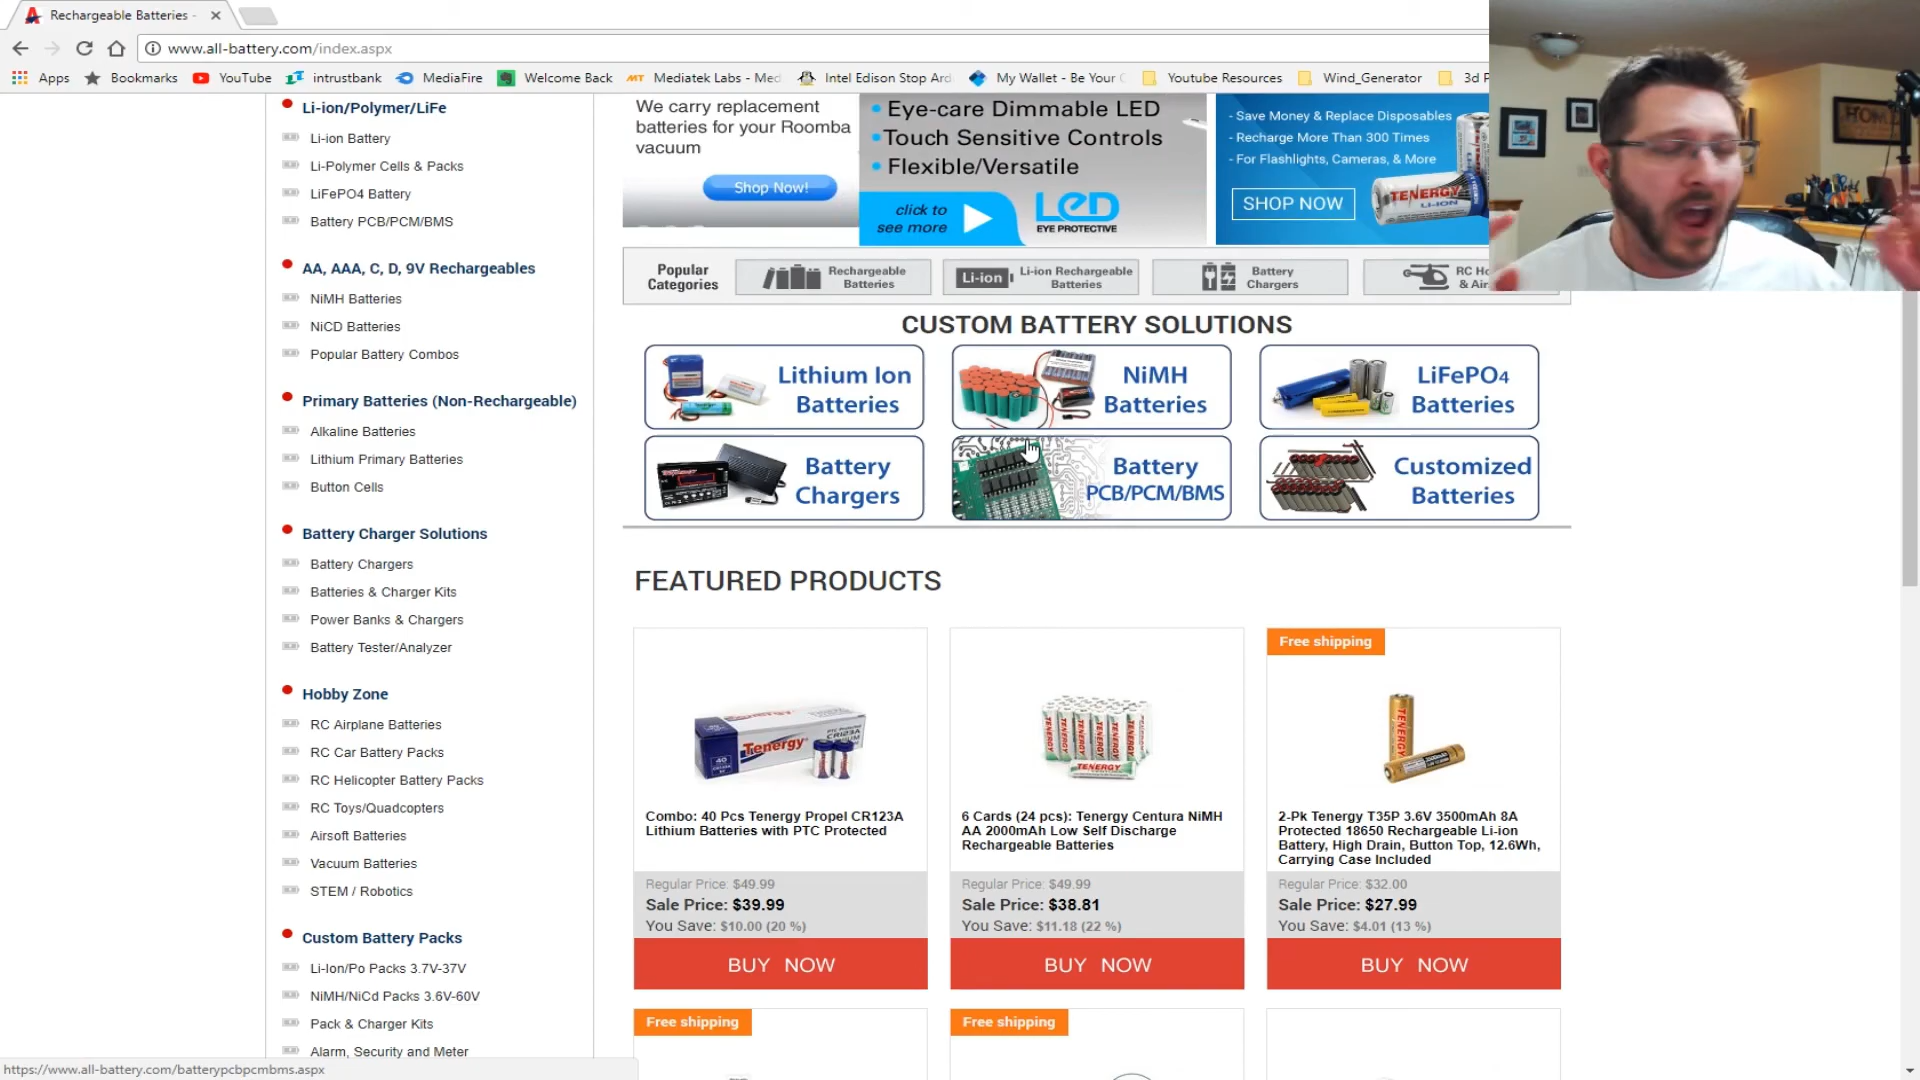 Rechargeable Batteries -
www.all-battery.com/index.aspx
Apps
Bookmarks
YouTube
intrustbank
MediaFire
Welcome Back
Mediatek Labs - Med
Intel Edison Stop Ard
My Wallet - Be Your
Youtube Resources
Wind_Generator
3d P
Li-ion/Polymer/LiFe
Li-ion Battery
Li-Polymer Cells & Packs
LiFePO4 Battery
Battery PCB/PCM/BMS
AA, AAA, C, D, 9V Rechargeables
NiMH Batteries
NiCD Batteries
Popular Battery Combos
Primary Batteries (Non-Rechargeable)
Alkaline Batteries
Lithium Primary Batteries
Button Cells
Battery Charger Solutions
Battery Chargers
Batteries & Charger Kits
Power Banks & Chargers
Battery Tester/Analyzer
Hobby Zone
RC Airplane Batteries
RC Car Battery Packs
RC Helicopter Battery Packs
RC Toys/Quadcopters
Airsoft Batteries
Vacuum Batteries
STEM / Robotics
Custom Battery Packs
Li-Ion/Po Packs 3.7V-37V
NiMH/NiCd Packs 3.6V-60V
Pack & Charger Kits
Alarm, Security and Meter
We carry replacement
batteries for your Roomba
vacuum
Shop Now!
• Eye-care Dimmable LED
• Touch Sensitive Controls
• Flexible/Versatile
click to
see more
LED
EYE PROTECTIVE
- Save Money & Replace Disposables
- Recharge More Than 300 Times
- For Flashlights, Cameras, & More
SHOP NOW
TENERGY
LI-ION
HOME
Popular
Categories
Rechargeable
Batteries
Li-ion
Li-ion Rechargeable
Batteries
Battery
Chargers
RC Ho
& Air
CUSTOM BATTERY SOLUTIONS
Lithium Ion
Batteries
NiMH
Batteries
LiFePO4
Batteries
Battery
Chargers
Battery
PCB/PCM/BMS
Customized
Batteries
FEATURED PRODUCTS
Tenergy
Combo: 40 Pcs Tenergy Propel CR123A
Lithium Batteries with PTC Protected
Regular Price: $49.99
Sale Price: $39.99
You Save: $10.00 (20 %)
BUY NOW
TENERGY
6 Cards (24 pcs): Tenergy Centura NiMH
AA 2000mAh Low Self Discharge
Rechargeable Batteries
Regular Price: $49.99
Sale Price: $38.81
You Save: $11.18 (22 %)
BUY NOW
Free shipping
TENERGY
2-Pk Tenergy T35P 3.6V 3500mAh 8A
Protected 18650 Rechargeable Li-ion
Battery, High Drain, Button Top, 12.6Wh,
Carrying Case Included
Regular Price: $32.00
Sale Price: $27.99
You Save: $4.01 (13 %)
BUY NOW
Free shipping
Free shipping
https://www.all-battery.com/batterypcbpcmbms.aspx